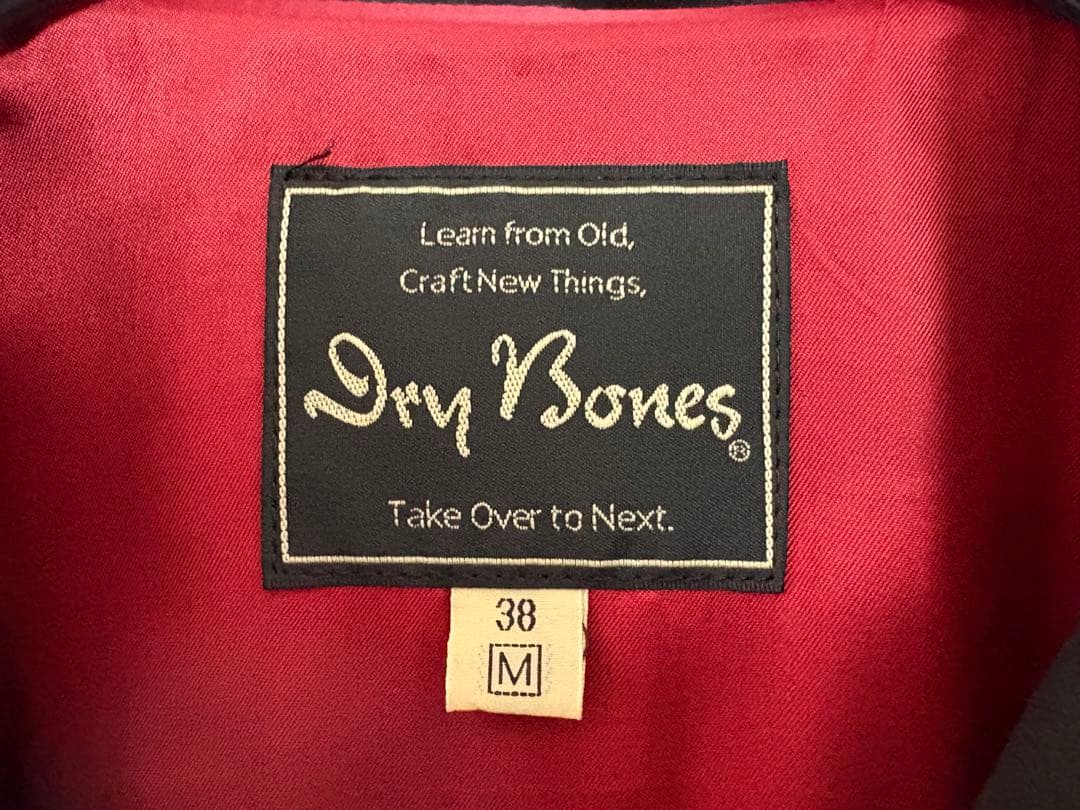 Learn from Old,
Craft New Things,
Dry Bones®
Take Over to Next.
38
M